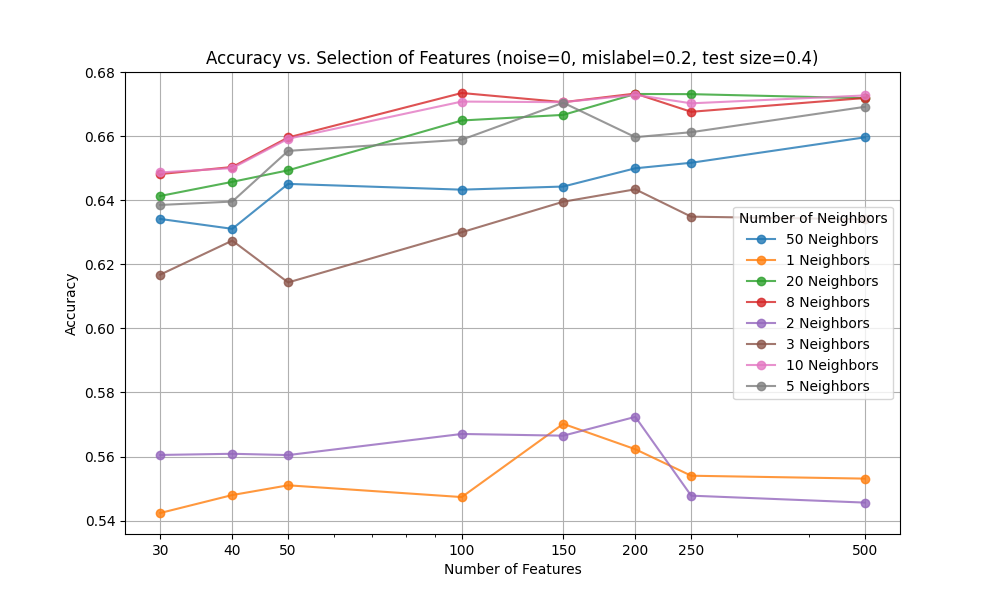 Accuracy vs. Selection of Features (noise=0, mislabel=0.2, test size=0.4)
0.68
0.66
0.64
0.62
0.60
0.58
0.56
0.54
Accuracy
Number of Neighbors
50 Neighbors
1 Neighbors
20 Neighbors
8 Neighbors
2 Neighbors
3 Neighbors
10 Neighbors
5 Neighbors
30 40 50 100 150 200 250 500
Number of Features